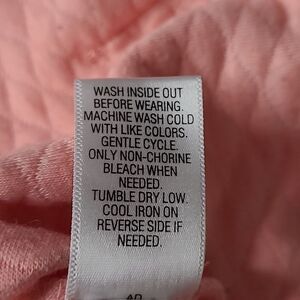 WASH INSIDE OUT
BEFORE WEARING.
MACHINE WASH COLD
WITH LIKE COLORS.
GENTLE CYCLE.
ONLY NON-CHORINE
BLEACH WHEN
NEEDED.
TUMBLE DRY LOW.
COOL IRON ON
REVERSE SIDE IF
NEEDED.